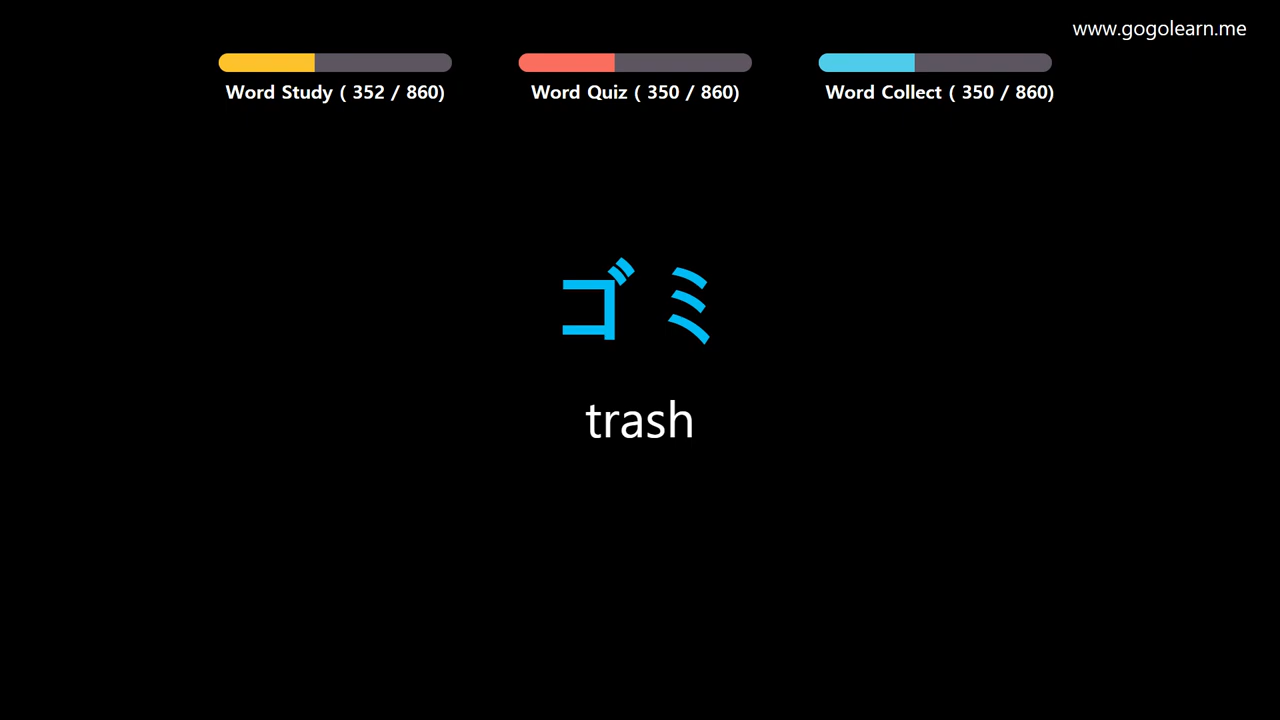 www.gogolearn.me
Word Study ( 352 / 860)
Word Quiz ( 350 / 860)
Word Collect ( 350 / 860)
ゴミ
trash